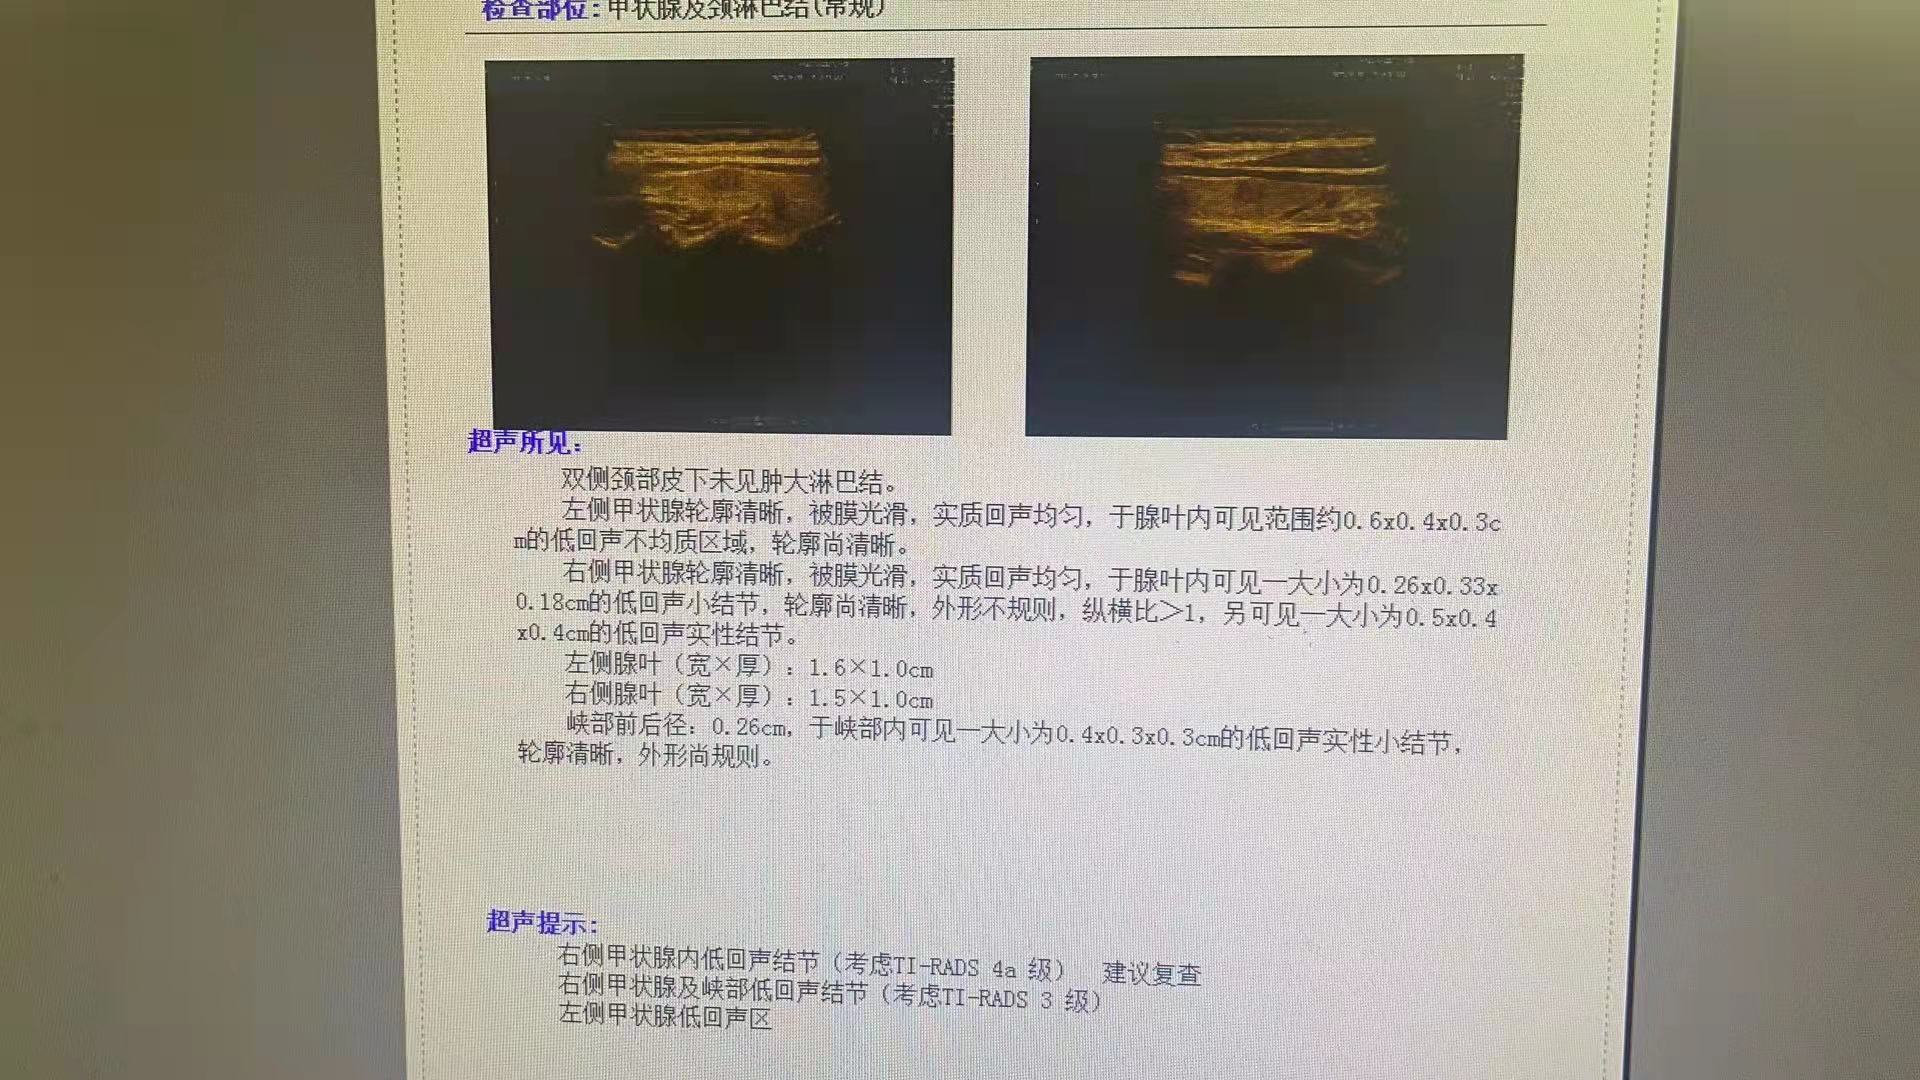 检查部位:甲状腺及颈淋巴结(常规)
超声所见:
双侧颈部皮下未见肿大淋巴结。
左侧甲状腺轮廓清晰，被膜光滑，实质回声均匀，于腺叶内可见范围约0.6x0.4x0.3c
m的低回声不均质区域，轮廓尚清晰。
右侧甲状腺轮廓清晰，被膜光滑，实质回声均匀，于腺叶内可见一大小为0.26x0.33x
0.18cm的低回声小结节，轮廓尚清晰，外形不规则，纵横比＞1，另可见一大小为0.5x0.4
x0.4cm的低回声实性结节。
左侧腺叶（宽×厚）：1.6×1.0cm
右侧腺叶（宽×厚）：1.5×1.0cm
峡部前后径：0.26cm，于峡部内可见一大小为0.4x0.3x0.3cm的低回声实性小结节，
轮廓清晰，外形尚规则。
超声提示:
右侧甲状腺内低回声结节（考虑TI-RADS 4a 级） 建议复查
右侧甲状腺及峡部低回声结节（考虑TI-RADS 3 级）
左侧甲状腺低回声区